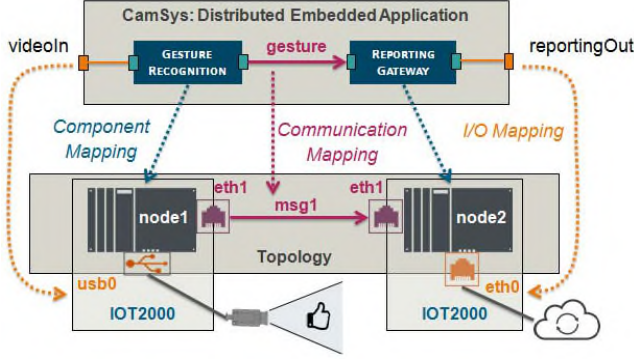 CamSys: Distributed Embedded Application
videoIn
GESTURE
RECOGNITION
gesture
REPORTING
GATEWAY
reportingOut
Component
Mapping
Communication
Mapping
I/O Mapping
eth1
eth1
node1
msg1
node2
Topology
usb0
eth0
IOT2000
IOT2000